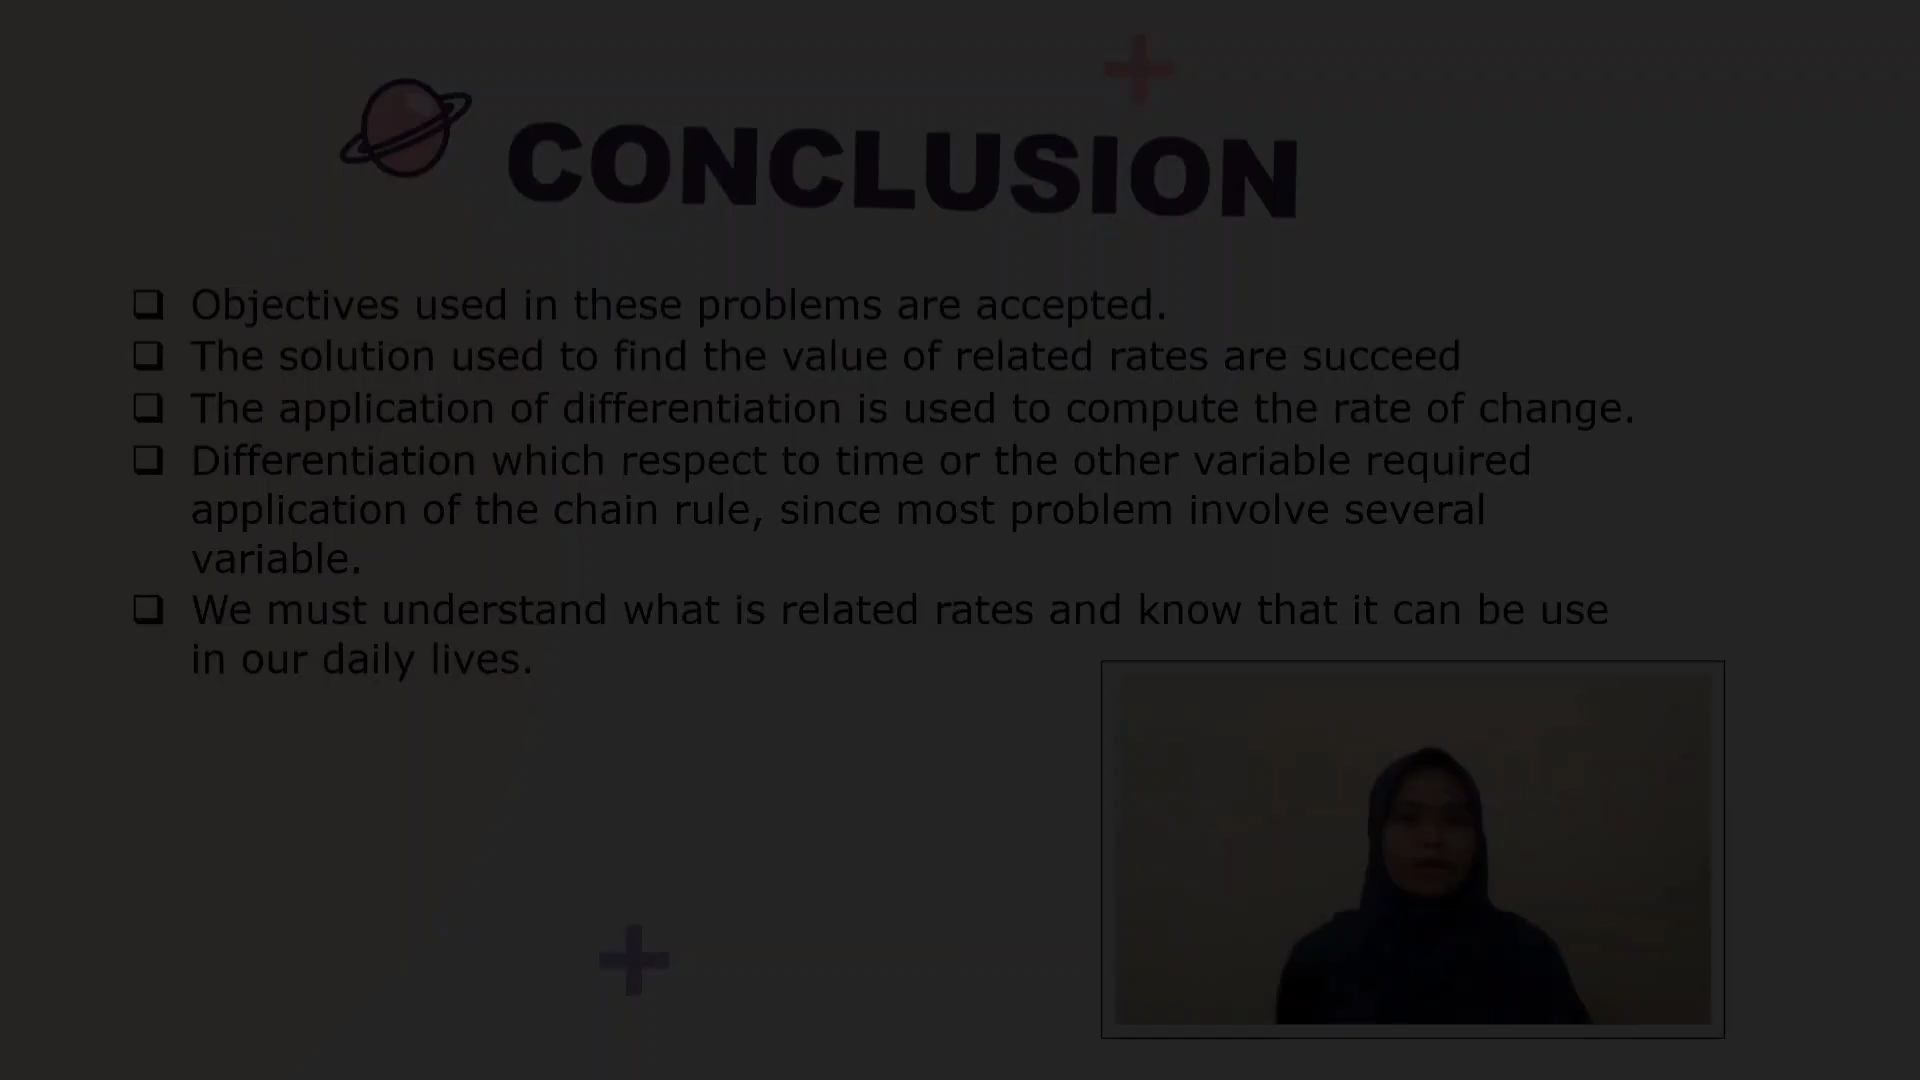 CONCLUSION
❑ Objectives used in these problems are accepted.
❑ The solution used to find the value of related rates are succeed
❑ The application of differentiation is used to compute the rate of change.
❑ Differentiation which respect to time or the other variable required
application of the chain rule, since most problem involve several
variable.
❑ We must understand what is related rates and know that it can be use
in our daily lives.